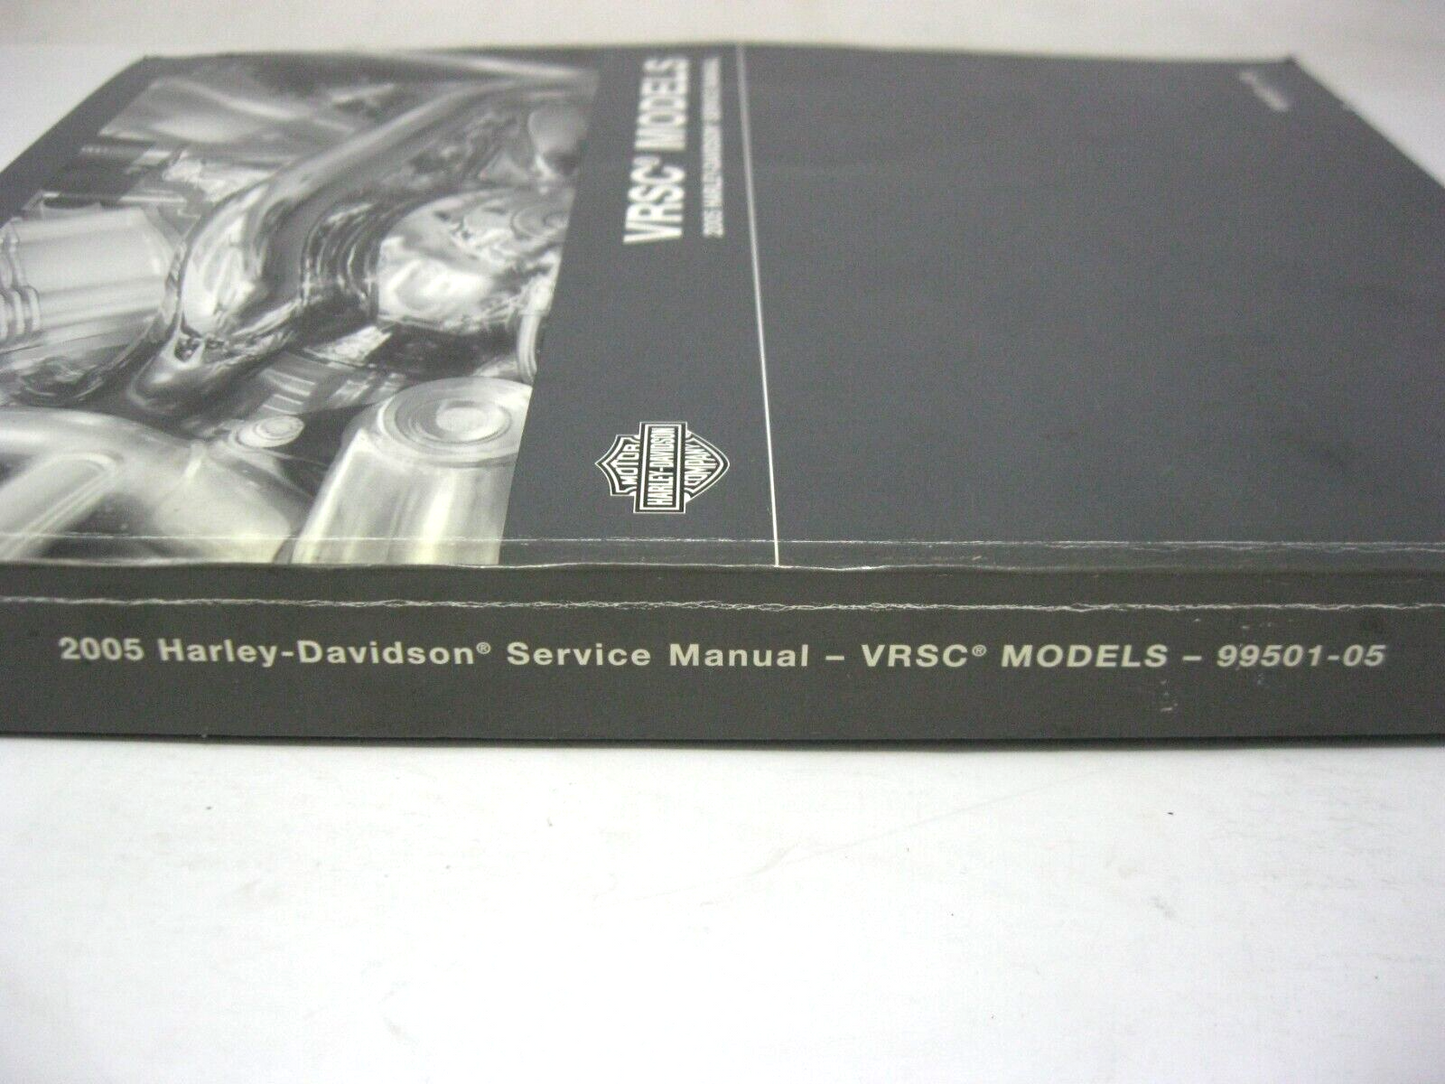 VRSC® MODELS
2005 HARLEY-DAVIDSON® SERVICE MANUAL
MOTOR
HARLEY-DAVIDSON
COMPANY
2005 Harley-Davidson® Service Manual – VRSC® MODELS – 99501-05